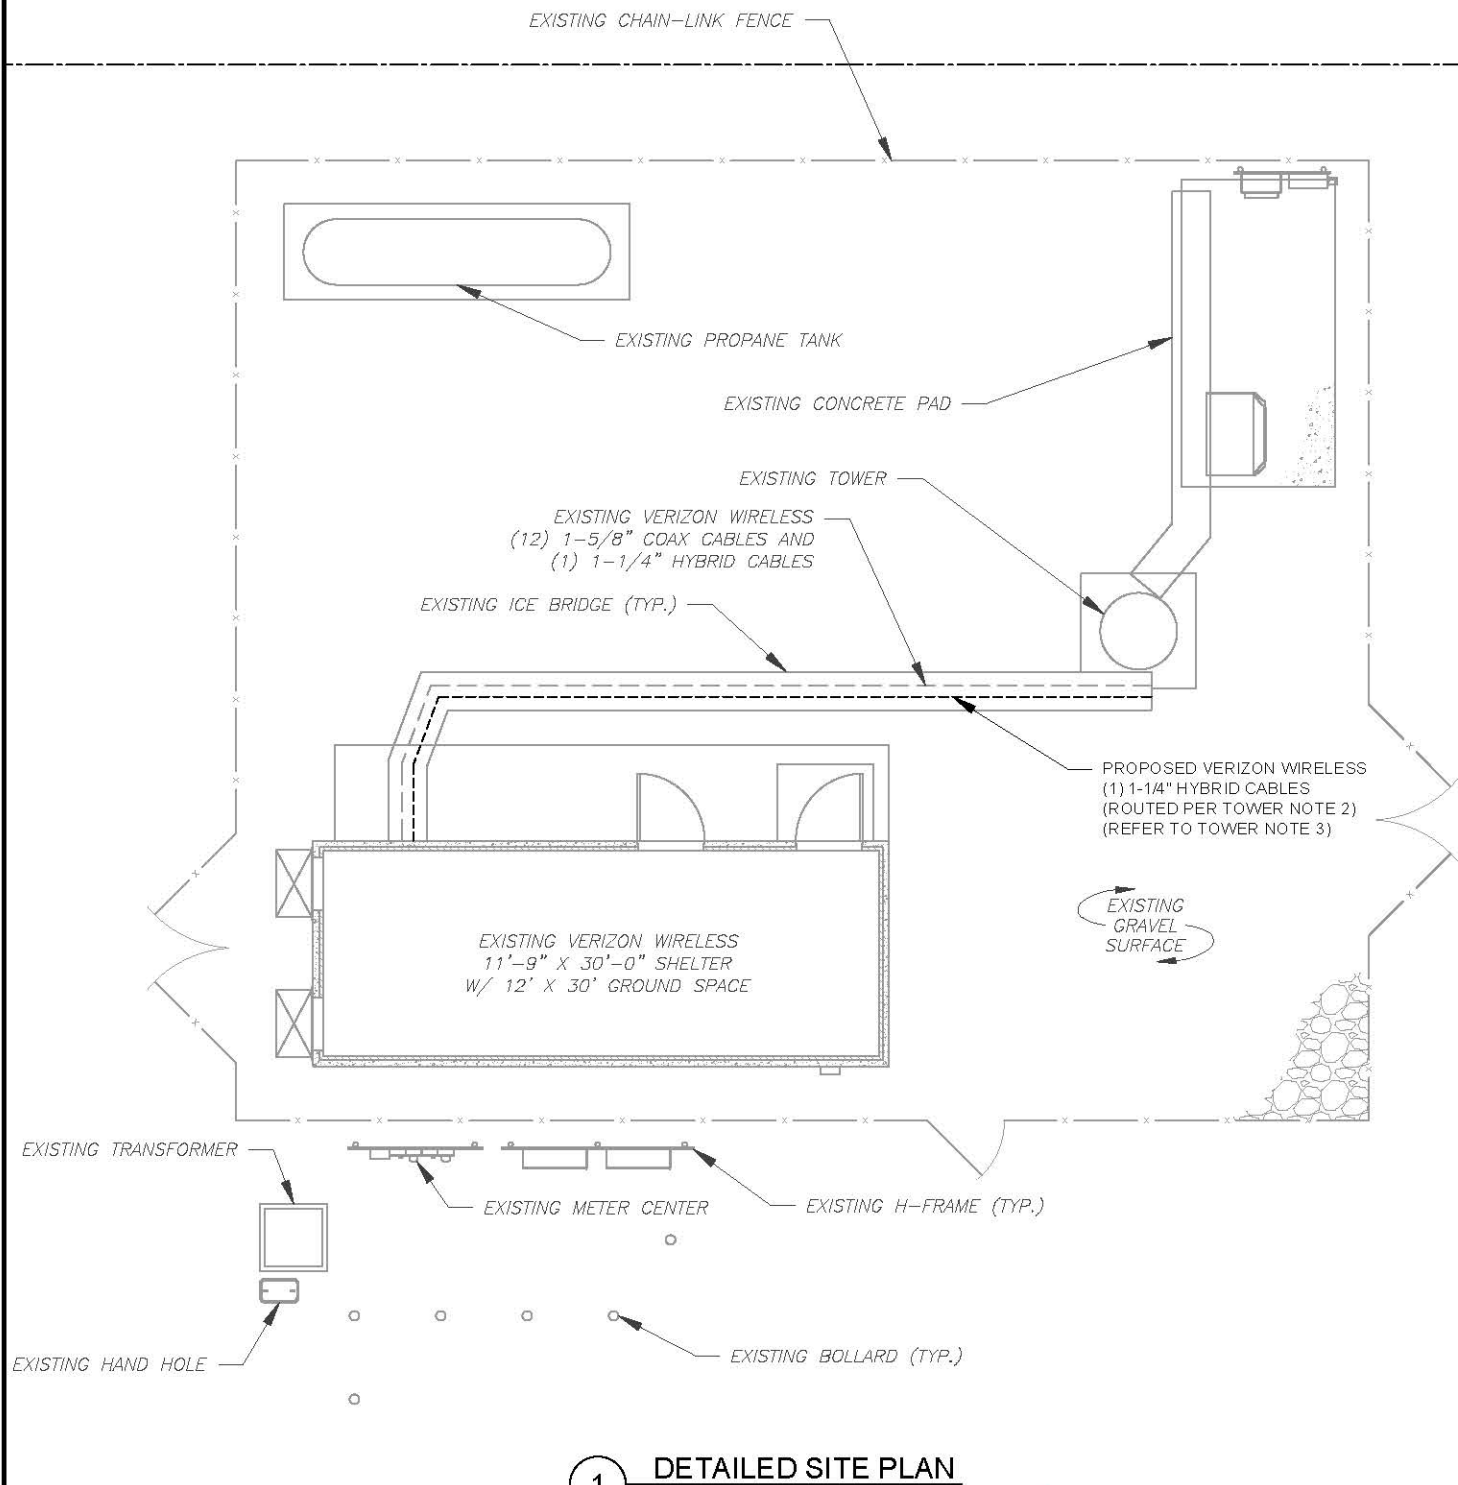 EXISTING CHAIN-LINK FENCE
EXISTING PROPANE TANK
EXISTING CONCRETE PAD
EXISTING TOWER
EXISTING VERIZON WIRELESS
(12) 1-5/8" COAX CABLES AND
(1) 1-1/4" HYBRID CABLES
EXISTING ICE BRIDGE (TYP.)
PROPOSED VERIZON WIRELESS
(1) 1-1/4" HYBRID CABLES
(ROUTED PER TOWER NOTE 2)
(REFER TO TOWER NOTE 3)
EXISTING
GRAVEL
SURFACE
EXISTING VERIZON WIRELESS
11'-9" X 30'-0" SHELTER
W/ 12' X 30' GROUND SPACE
EXISTING TRANSFORMER
EXISTING METER CENTER
EXISTING H-FRAME (TYP.)
EXISTING HAND HOLE
EXISTING BOLLARD (TYP.)
1
DETAILED SITE PLAN